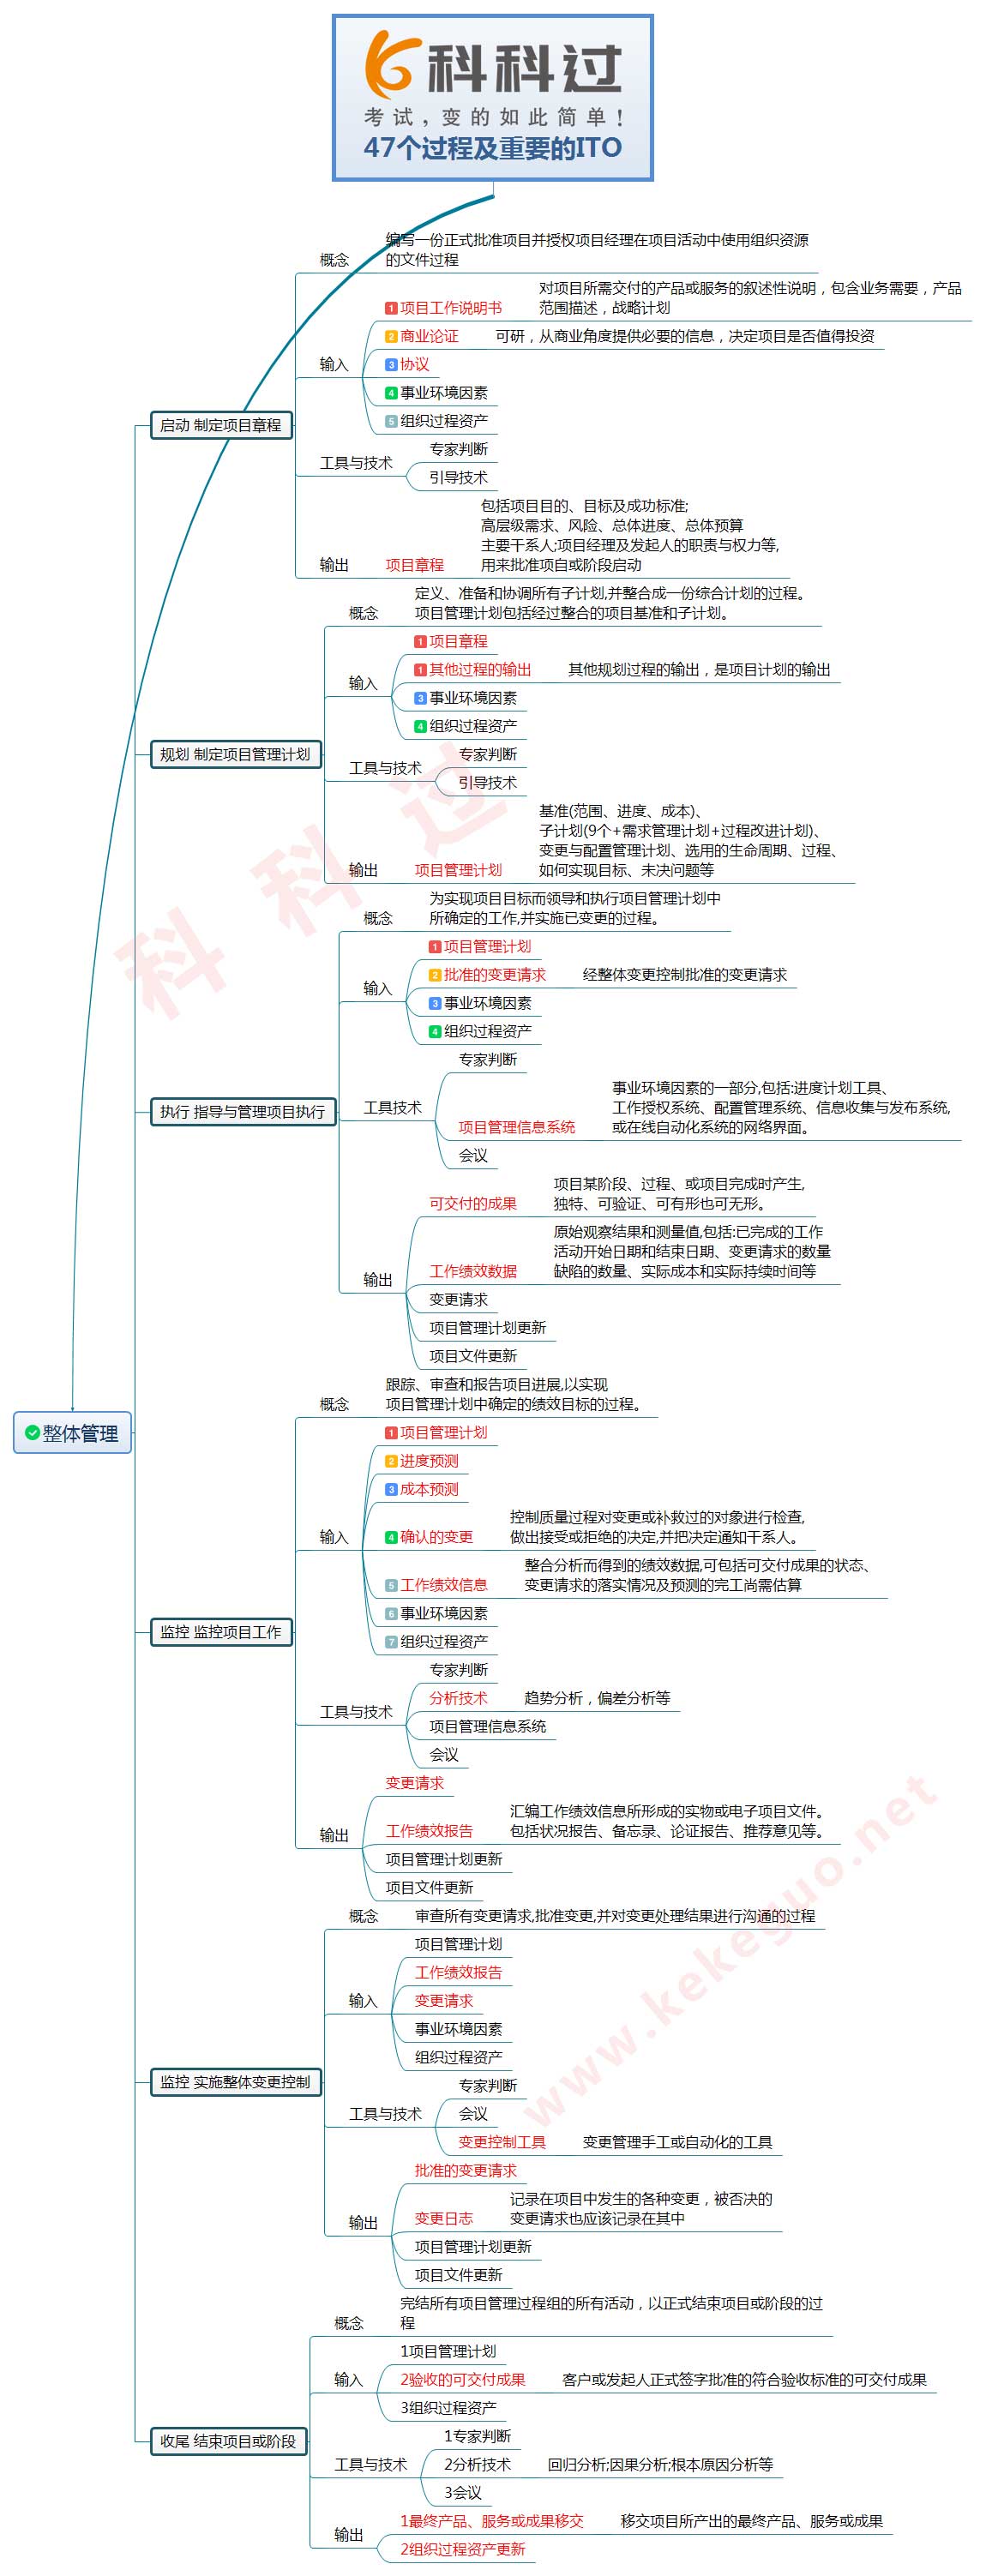 科科过
考试，变的如此简单！
47个过程及重要的ITO
整体管理
启动 制定项目章程
概念
编写一份正式批准项目并授权项目经理在项目活动中使用组织资源
的文件过程
输入
1 项目工作说明书
对项目所需交付的产品或服务的叙述性说明，包含业务需要，产品
范围描述，战略计划
2 商业论证
可研，从商业角度提供必要的信息，决定项目是否值得投资
3 协议
4 事业环境因素
5 组织过程资产
工具与技术
专家判断
引导技术
输出
项目章程
包括项目目的、目标及成功标准;
高层级需求、风险、总体进度、总体预算
主要干系人;项目经理及发起人的职责与权力等,
用来批准项自或阶段启动
规划 制定项目管理计划
概念
定义、准备和协调所有子计划,并整合成一份综合计划的过程。
项目管理计划包括经过整合的项目基准和子计划。
输入
1 项目章程
1 其他过程的输出
其他规划过程的输出，是项目计划的输出
3 事业环境因素
4 组织过程资产
工具与技术
专家判断
引导技术
输出
项目管理计划
基准(范围、进度、成本)、
子计划(9个+需求管理计划+过程改进计划)、
变更与配置管理计划、选用的生命周期、过程、
如何实现目标、未决问题等
执行 指导与管理项目执行
概念
为实现项目目标而领导和执行项目管理计划中
所确定的工作,并实施已变更的过程。
输入
1 项目管理计划
2 批准的变更请求
经整体变更控制批准的变更请求
3 事业环境因素
4 组织过程资产
工具技术
专家判断
项目管理信息系统
事业环境因素的一部分,包括:进度计划工具、
工作授权系统、配置管理系统、信息收集与发布系统,
或在线自动化系统的网络界面。
会议
输出
可交付的成果
项目某阶段、过程、或项目完成时产生,
独特、可验证、可有形也可无形。
工作绩效数据
原始观察结果和测量值,包括:已完成的工作
活动开始日期和结束日期、变更请求的数量
缺陷的数量、实际成本和实际持续时间等
变更请求
项目管理计划更新
项目文件更新
监控 监控项目工作
概念
跟踪、审查和报告项目进展,以实现
项目管理计划中确定的绩效目标的过程。
输入
1 项目管理计划
2 进度预测
3 成本预测
4 确认的变更
控制质量过程对变更或补救过的对象进行检查,
做出接受或拒绝的决定,并把决定通知干系人。
5 工作绩效信息
整合分析而得到的绩效数据,可包括可交付成果的状态、
变更请求的落实情况及预测的完工尚需估算
6 事业环境因素
7 组织过程资产
工具与技术
专家判断
分析技术
趋势分析，偏差分析等
项目管理信息系统
会议
输出
变更请求
工作绩效报告
汇编工作绩效信息所形成的实物或电子项目文件。
包括状况报告、备忘录、论证报告、推荐意见等。
项目管理计划更新
项目文件更新
监控 实施整体变更控制
概念
审查所有变更请求,批准变更,并对变更处理结果进行沟通的过程
输入
项目管理计划
工作绩效报告
变更请求
事业环境因素
组织过程资产
工具与技术
专家判断
会议
变更控制工具
变更管理手工或自动化的工具
输出
批准的变更请求
变更日志
记录在项目中发生的各种变更，被否决的
变更请求也应该记录在其中
项目管理计划更新
项目文件更新
收尾 结束项目或阶段
概念
完结所有项目管理过程组的所有活动，以正式结束项目或阶段的过
程
输入
1项目管理计划
2验收的可交付成果
客户或发起人正式签字批准的符合验收标准的可交付成果
3组织过程资产
工具与技术
1专家判断
2分析技术
回归分析;因果分析;根本原因分析等
3会议
输出
1最终产品、服务或成果移交
移交项目所产出的最终产品、服务或成果
2组织过程资产更新
科科过
www.kekeguo.net